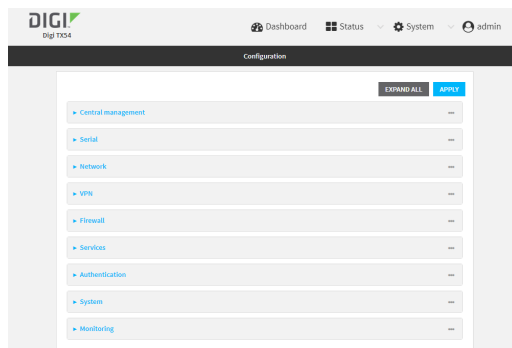 DIGI
Dashboard Status System admin
Digi TX54
Configuration
EXPAND ALL APPLY
Central management
Serial
Network
VPN
Firewall
Services
Authentication
System
Monitoring